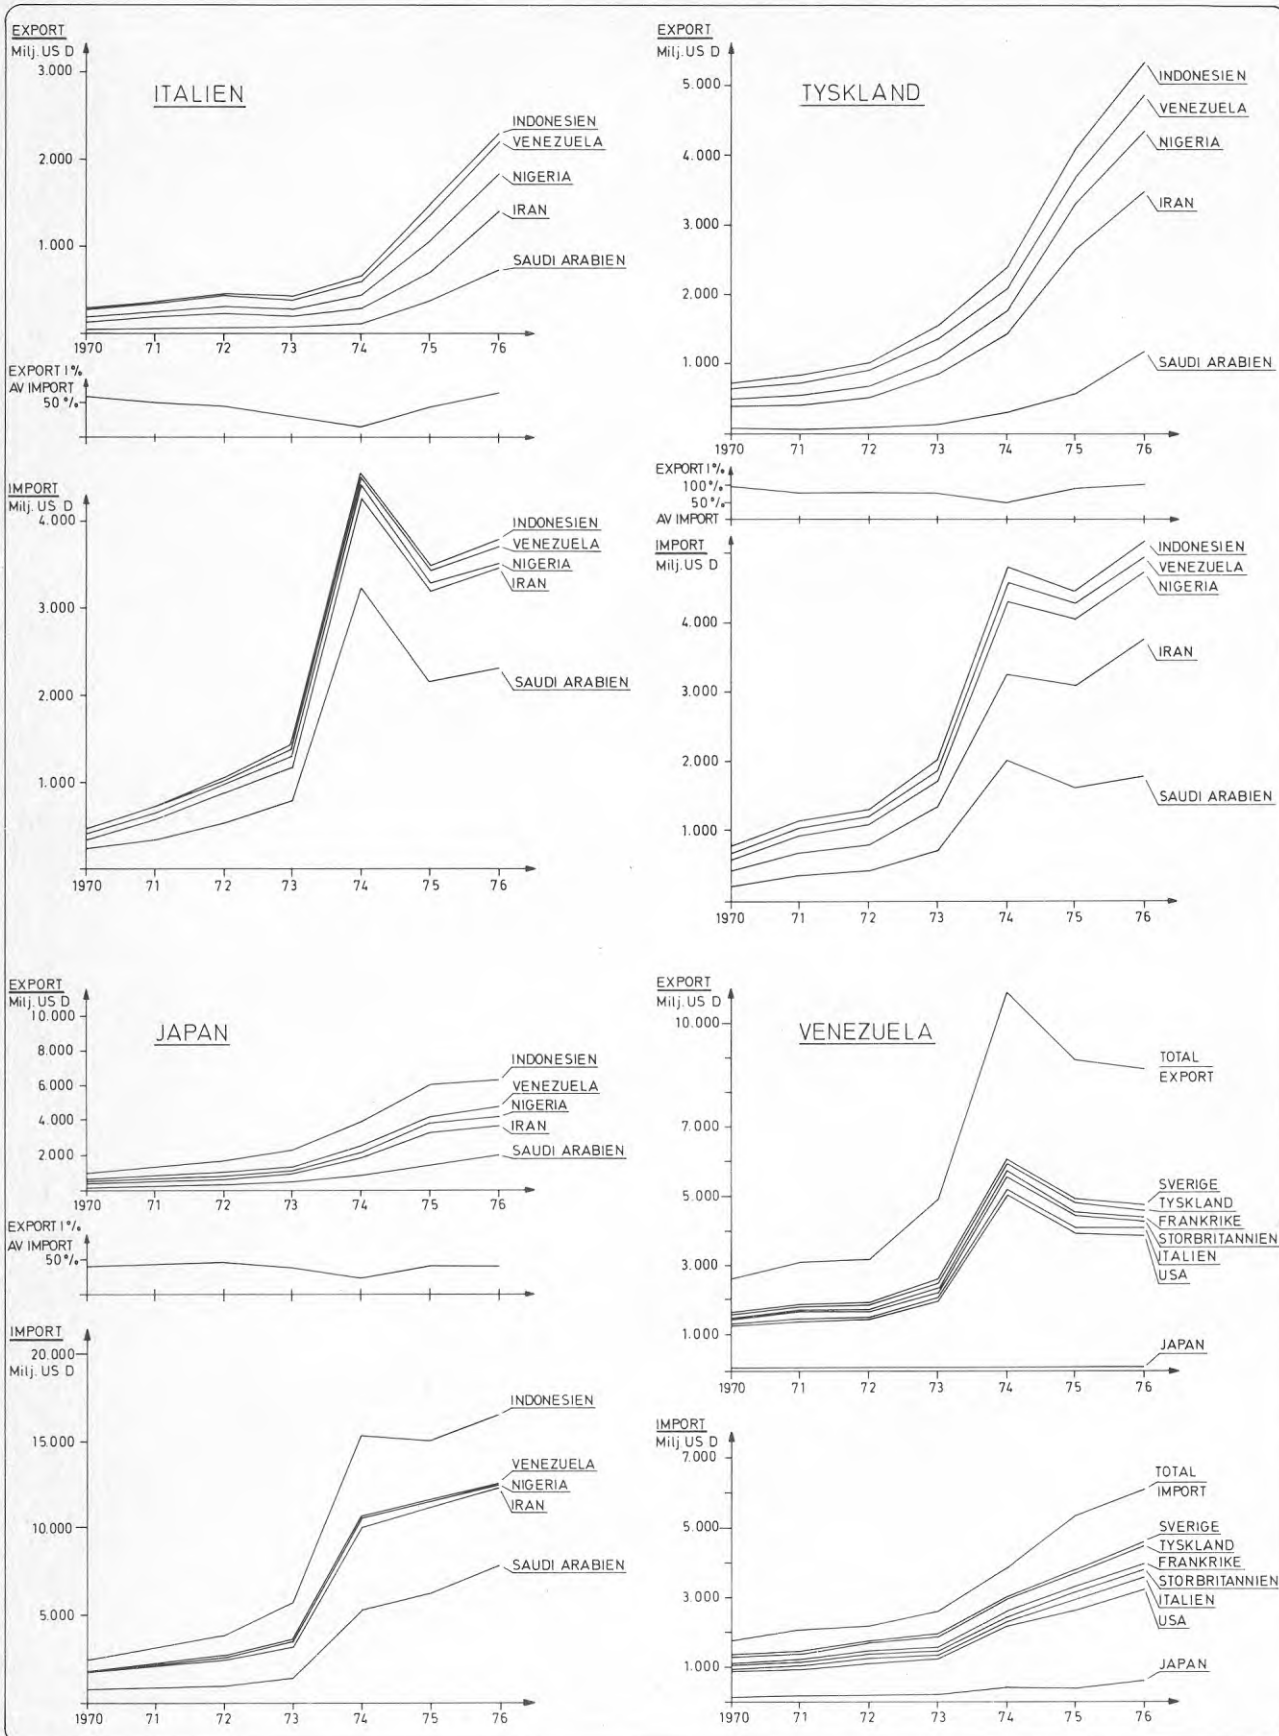 EXPORT
Milj. US D
3.000
ITALIEN
2.000
1.000
INDONESIEN
VENEZUELA
NIGERIA
IRAN
SAUDI ARABIEN
1970 71 72 73 74 75 76
EXPORT I %
AV IMPORT
50 %
IMPORT
Milj. US D
4.000
3.000
2.000
1.000
INDONESIEN
VENEZUELA
NIGERIA
IRAN
SAUDI ARABIEN
1970 71 72 73 74 75 76
EXPORT
Milj. US D
5.000
TYSKLAND
4.000
3.000
2.000
1.000
INDONESIEN
VENEZUELA
NIGERIA
IRAN
SAUDI ARABIEN
1970 71 72 73 74 75 76
EXPORT I %
100 %
50 %
AV IMPORT
IMPORT
Milj. US D
4.000
3.000
2.000
1.000
INDONESIEN
VENEZUELA
NIGERIA
IRAN
SAUDI ARABIEN
1970 71 72 73 74 75 76
EXPORT
Milj. US D
10.000
JAPAN
8.000
6.000
4.000
2.000
INDONESIEN
VENEZUELA
NIGERIA
IRAN
SAUDI ARABIEN
1970 71 72 73 74 75 76
EXPORT I %
AV IMPORT
50 %
IMPORT
20.000
Milj. US D
15.000
10.000
5.000
INDONESIEN
VENEZUELA
NIGERIA
IRAN
SAUDI ARABIEN
1970 71 72 73 74 75 76
EXPORT
Milj. US D
10.000
VENEZUELA
7.000
5.000
3.000
1.000
TOTAL
EXPORT
SVERIGE
TYSKLAND
FRANKRIKE
STORBRITANNIEN
ITALIEN
USA
JAPAN
1970 71 72 73 74 75 76
IMPORT
Milj. US D
7.000
5.000
3.000
1.000
TOTAL
IMPORT
SVERIGE
TYSKLAND
FRANKRIKE
STORBRITANNIEN
ITALIEN
USA
JAPAN
1970 71 72 73 74 75 76